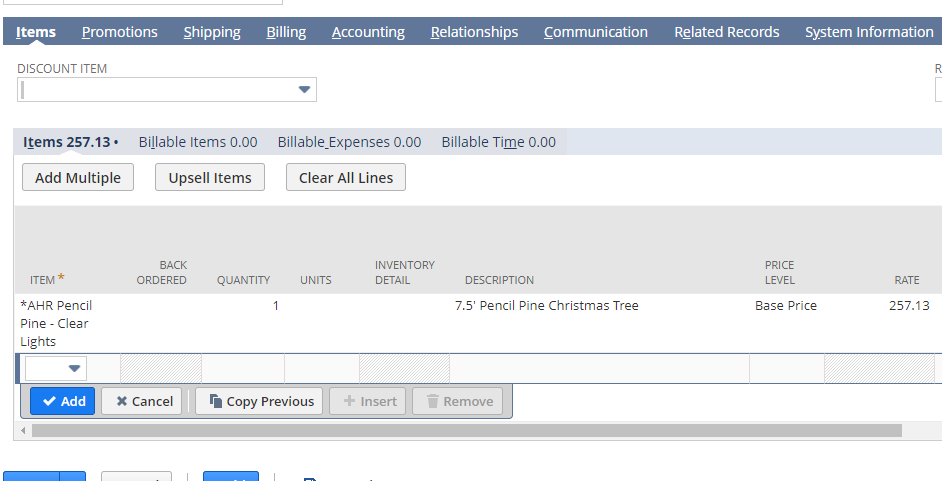 Items Promotions Shipping Billing Accounting Relationships Communication Related Records System Information
DISCOUNT ITEM
R
Items 257.13 • Billable Items 0.00 Billable Expenses 0.00 Billable Time 0.00
Add Multiple Upsell Items Clear All Lines
BACK INVENTORY PRICE
ITEM * ORDERED QUANTITY UNITS DETAIL DESCRIPTION LEVEL RATE
*AHR Pencil 1 7.5' Pencil Pine Christmas Tree Base Price 257.13
Pine - Clear
Lights
Add Cancel Copy Previous Insert Remove